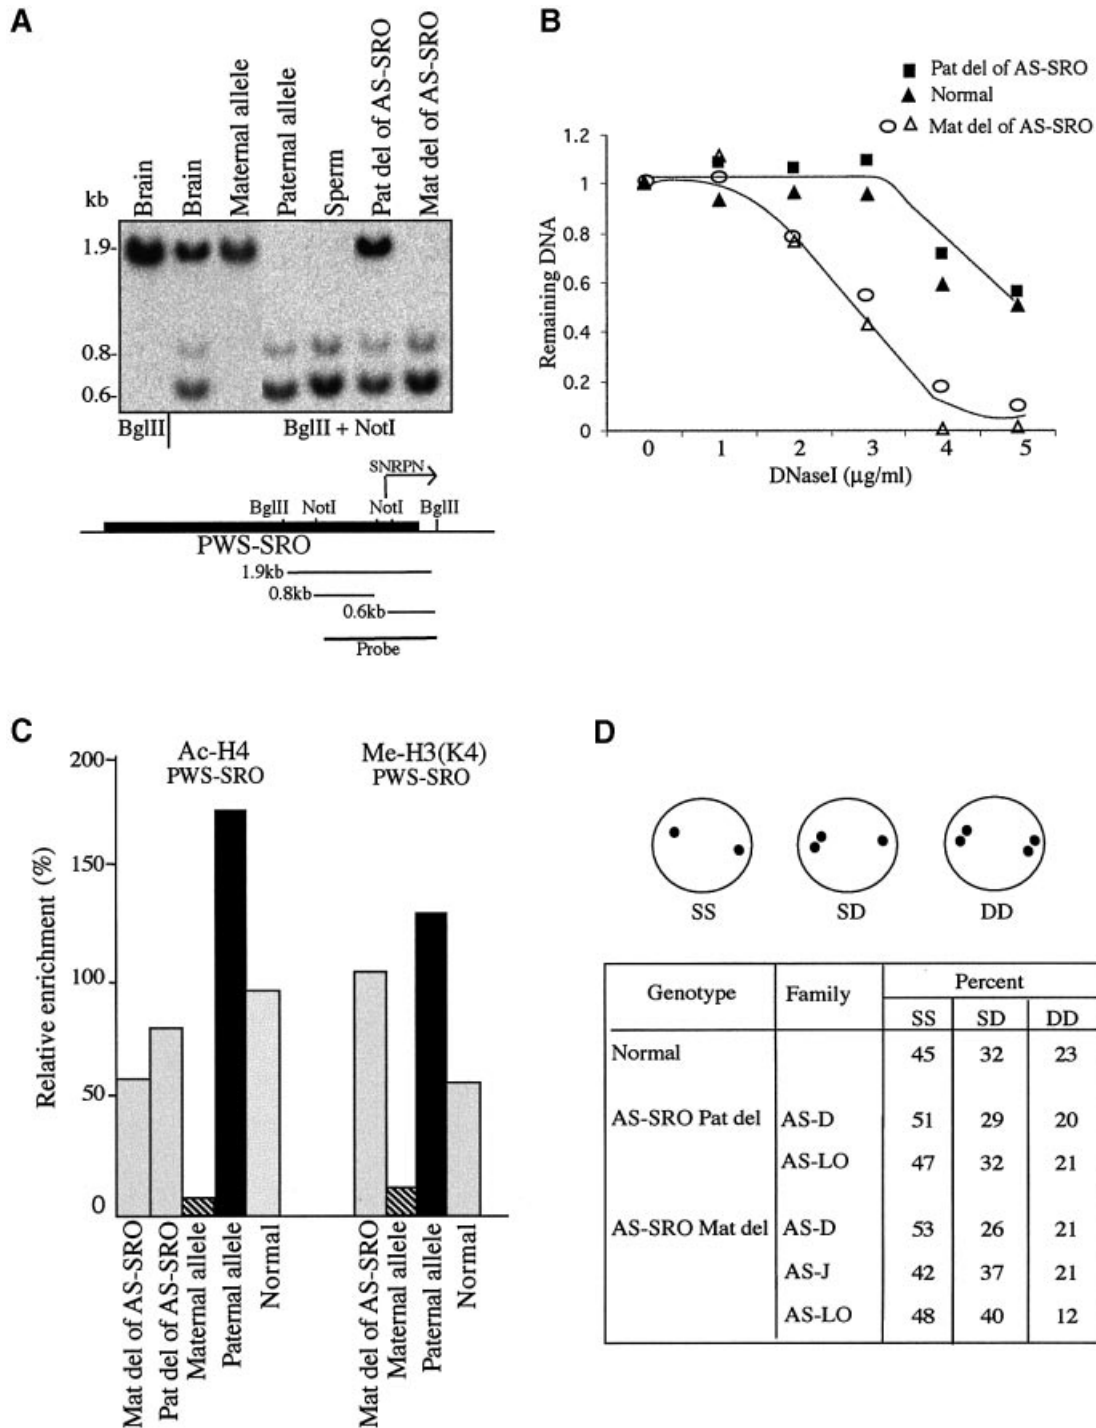 A
Brain
Brain
Maternal allele
Paternal allele
Sperm
Pat del of AS-SRO
Mat del of AS-SRO
kb
1.9-
0.8-
0.6-
BglII
BglII + NotI
SNRPN
BglII NotI NotI BglII
PWS-SRO
1.9kb
0.8kb
0.6kb
Probe
B
Pat del of AS-SRO
Normal
Mat del of AS-SRO
1.2
1
0.8
0.6
0.4
0.2
0
Remaining DNA
0 1 2 3 4 5
DNaseI (μg/ml)
C
Ac-H4
PWS-SRO
Me-H3(K4)
PWS-SRO
200
150
100
50
0
Relative enrichment (%)
Mat del of AS-SRO
Pat del of AS-SRO
Maternal allele
Paternal allele
Normal
Mat del of AS-SRO
Maternal allele
Paternal allele
Normal
D
SS SD DD
Genotype Family Percent
SS SD DD
Normal 45 32 23
AS-SRO Pat del AS-D 51 29 20
AS-LO 47 32 21
AS-SRO Mat del AS-D 53 26 21
AS-J 42 37 21
AS-LO 48 40 12